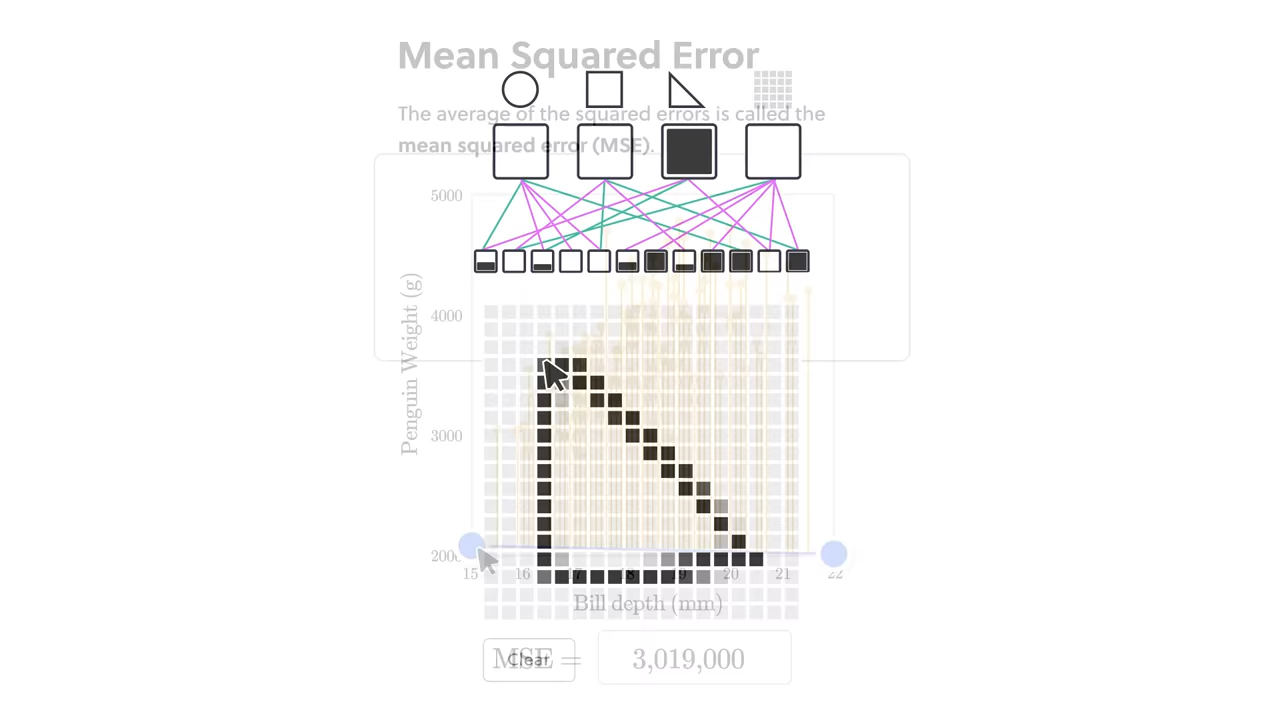 Mean Squared Error
The average of the squared errors is called the
mean squared error (MSE).
5000
4000
3000
2000
Penguin Weight (g)
15 16 17 18 19 20 21 22
Bill depth (mm)
MSE = 3,019,000
Clear